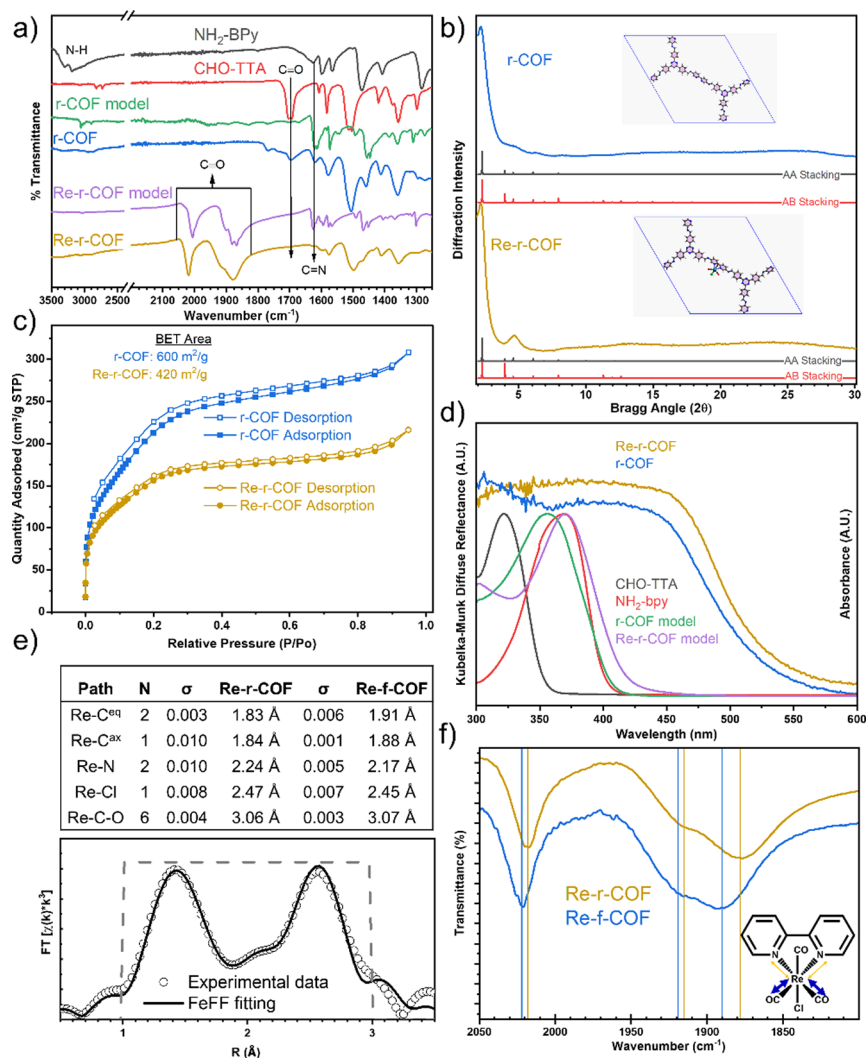 a)
N-H
NH₂-BPy
C=O
CHO-TTA
r-COF model
r-COF
C=O
Re-r-COF model
Re-r-COF
C=N
% Transmittance
3500 3000 2500 2100 2000 1900 1800 1700 1600 1500 1400 1300
Wavenumber (cm⁻¹)
b)
r-COF
AA Stacking
AB Stacking
Re-r-COF
AA Stacking
AB Stacking
Diffraction Intensity
5 10 15 20 25 30
Bragg Angle (2θ)
c)
BET Area
r-COF: 600 m²/g
Re-r-COF: 420 m²/g
r-COF Desorption
r-COF Adsorption
Re-r-COF Desorption
Re-r-COF Adsorption
Quantity Adsorbed (cm³/g STP)
300
250
200
150
100
50
0
0.0 0.2 0.4 0.6 0.8 1.0
Relative Pressure (P/Po)
d)
Re-r-COF
r-COF
CHO-TTA
NH₂-bpy
r-COF model
Re-r-COF model
Kubelka-Munk Diffuse Reflectance (A.U.)
Absorbance (A.U.)
300 350 400 450 500 550 600
Wavelength (nm)
e)
Path N σ Re-r-COF σ Re-f-COF
Re-Cᵉq 2 0.003 1.83 Å 0.006 1.91 Å
Re-Cᵃˣ 1 0.010 1.84 Å 0.001 1.88 Å
Re-N 2 0.010 2.24 Å 0.005 2.17 Å
Re-Cl 1 0.008 2.47 Å 0.007 2.45 Å
Re-C-O 6 0.004 3.06 Å 0.003 3.07 Å
FT [χ(k)*k³]
Experimental data
FeFF fitting
1 2 3
R (Å)
f)
Re-r-COF
Re-f-COF
N N
CO
Re
OC CO
Cl
Transmittance (%)
2050 2000 1950 1900 1850
Wavenumber (cm⁻¹)